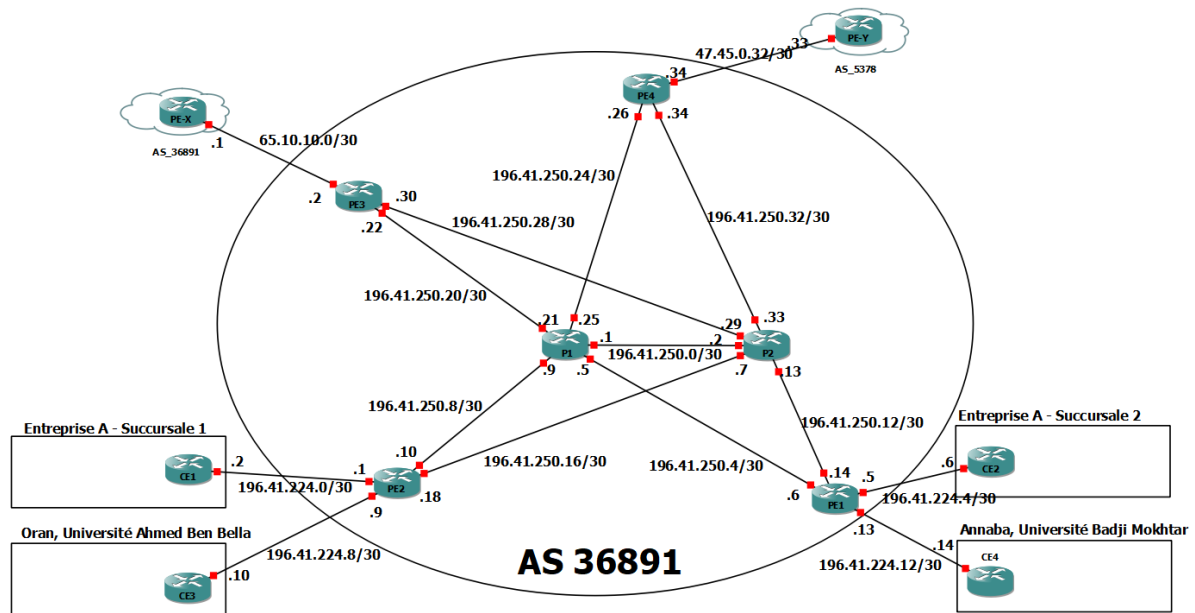 47.45.0.32/30
.33
PE-Y
AS_5378
.34
PE4
.26
.34
PE-X
.1
AS_36891
65.10.10.0/30
.2
PE3
.30
.22
196.41.250.24/30
196.41.250.28/30
196.41.250.32/30
196.41.250.20/30
.21
.25
.1
P1
.9
.5
196.41.250.0/30
.29
.33
.2
P2
.7
.13
196.41.250.8/30
196.41.250.16/30
196.41.250.4/30
196.41.250.12/30
Entreprise A - Succursale 1
CE1
.2
196.41.224.0/30
.1
.10
PE2
.18
.9
Oran, Université Ahmed Ben Bella
196.41.224.8/30
.10
CE3
AS 36891
Entreprise A - Succursale 2
.14
.5
.6
CE2
.6
PE1
196.41.224.4/30
.13
Annaba, Université Badji Mokhtar
.14
CE4
196.41.224.12/30